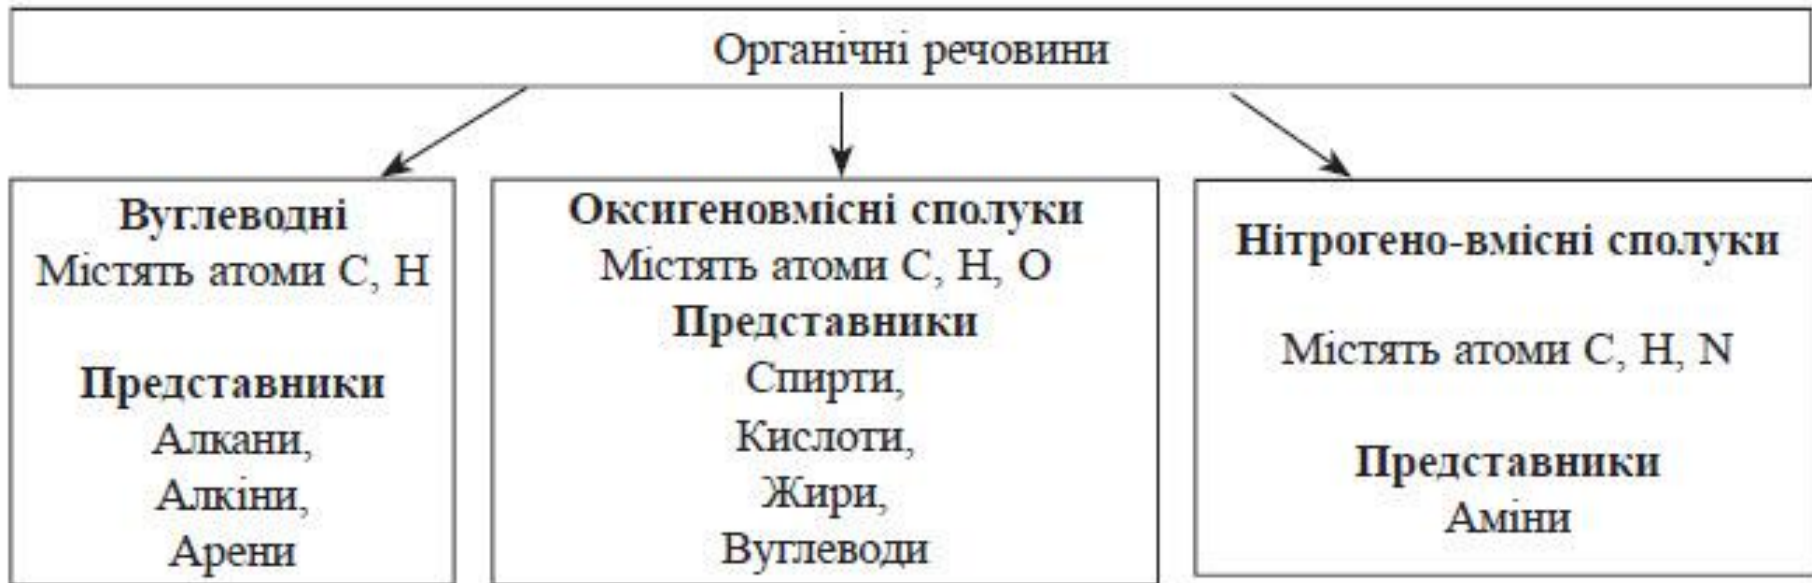 Органічні речовини
Вуглеводні
Містять атоми C, H
Представники
Алкани,
Алкіни,
Арени
Оксигеновмісні сполуки
Містять атоми C, H, O
Представники
Спирти,
Кислоти,
Жири,
Вуглеводи
Нітрогено-вмісні сполуки
Містять атоми C, H, N
Представники
Аміни